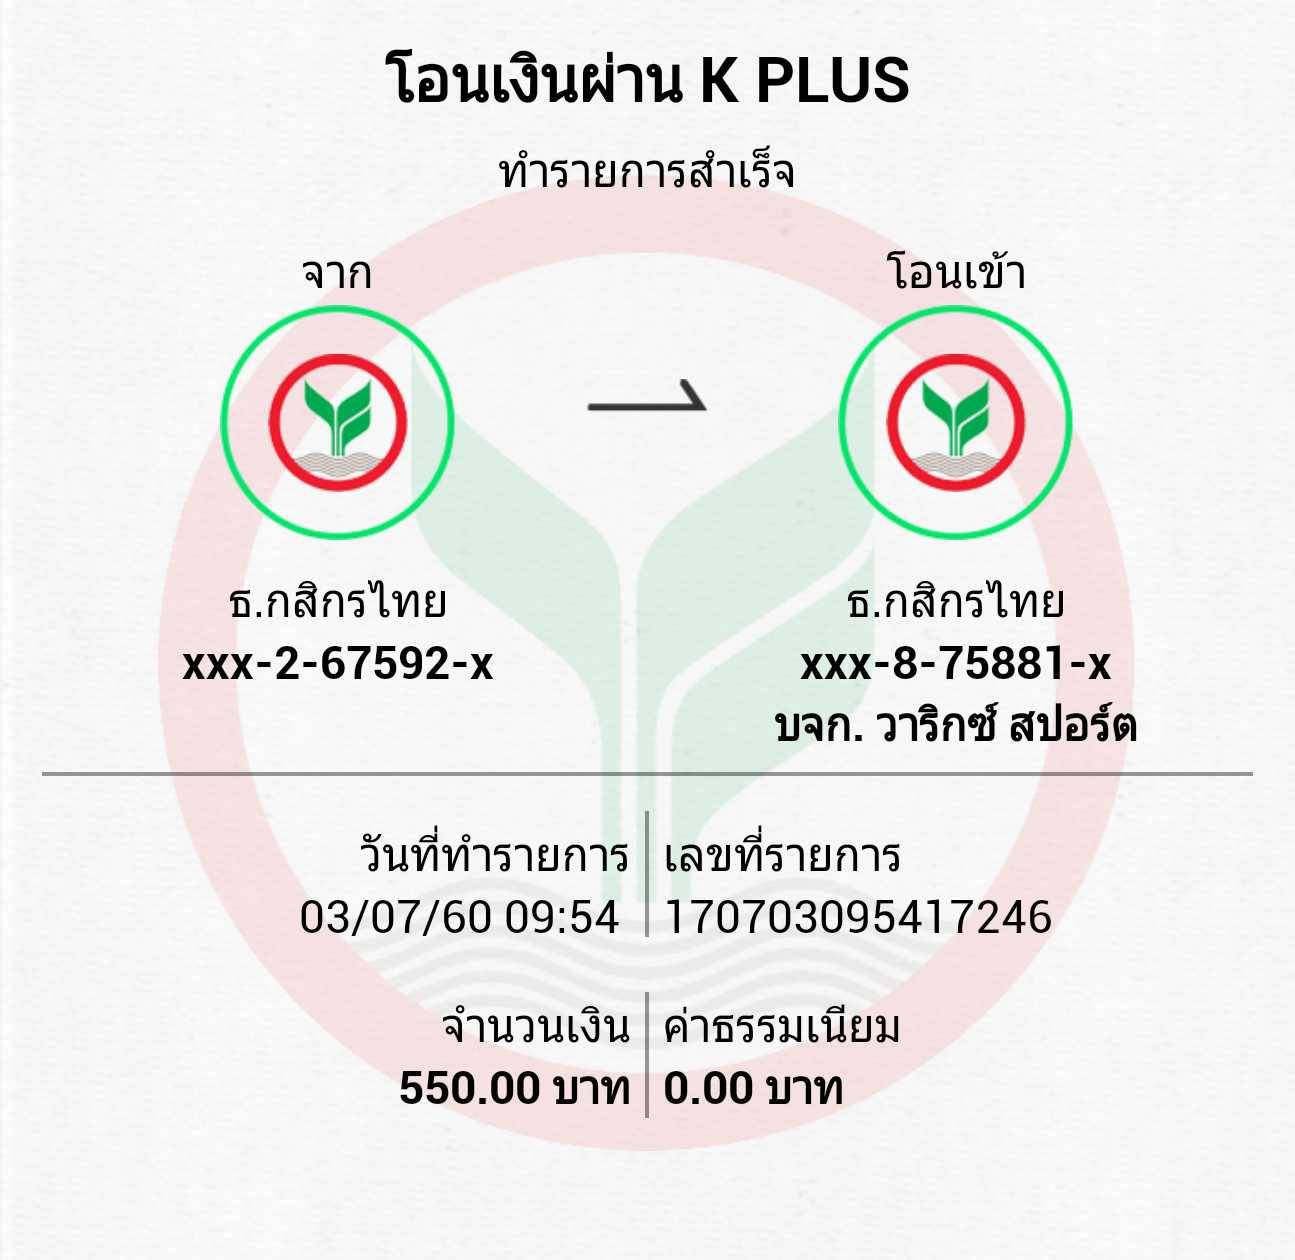 โอนเงินผ่าน K PLUS
ทำรายการสำเร็จ
จาก
โอนเข้า
ธ.กสิกรไทย
xxx-2-67592-x
ธ.กสิกรไทย
xxx-8-75881-x
บจก. วาริกซ์ สปอร์ต
วันที่ทำรายการ
03/07/60 09:54
เลขที่รายการ
170703095417246
จำนวนเงิน
550.00 บาท
ค่าธรรมเนียม
0.00 บาท